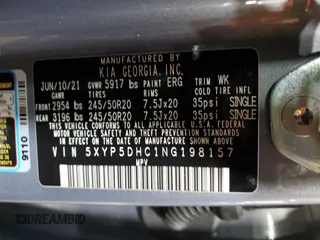 MANUFACTURED BY
KIA GEORGIA, INC.
JUN/10/21 GVWR 5917 lbs PAINT ERG TRIM WK
GAWR TIRE RIM COLD TIRE INFL.
FRONT 2954 lbs 245/50R20 7.5Jx20 35psi SINGLE
REAR 3196 lbs 245/50R20 7.5Jx20 35psi SINGLE
THIS VEHICLE CONFORMS TO ALL APPLICABLE U.S.A. FEDERAL
MOTOR VEHICLE SAFETY AND THEFT PREVENTION
STANDARDS IN EFFECT ON THE DATE OF MANUFACTURE
SHOWN ABOVE.
VIN 5XYP5DHC1NG198157
MPV
9110
AUTOBIDMD